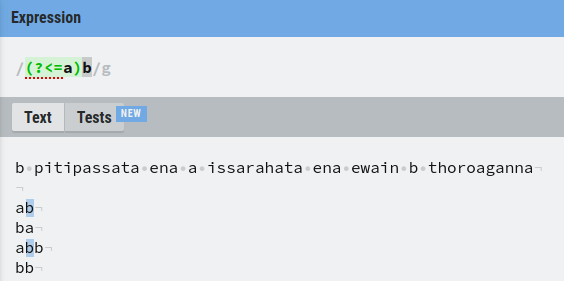 Expression
/(?<=a)b/g
Text Tests NEW
b·pitipassata·ena·a·issarahata·ena·ewain·b·thoroaganna¬
¬
ab¬
ba¬
abb¬
bb¬